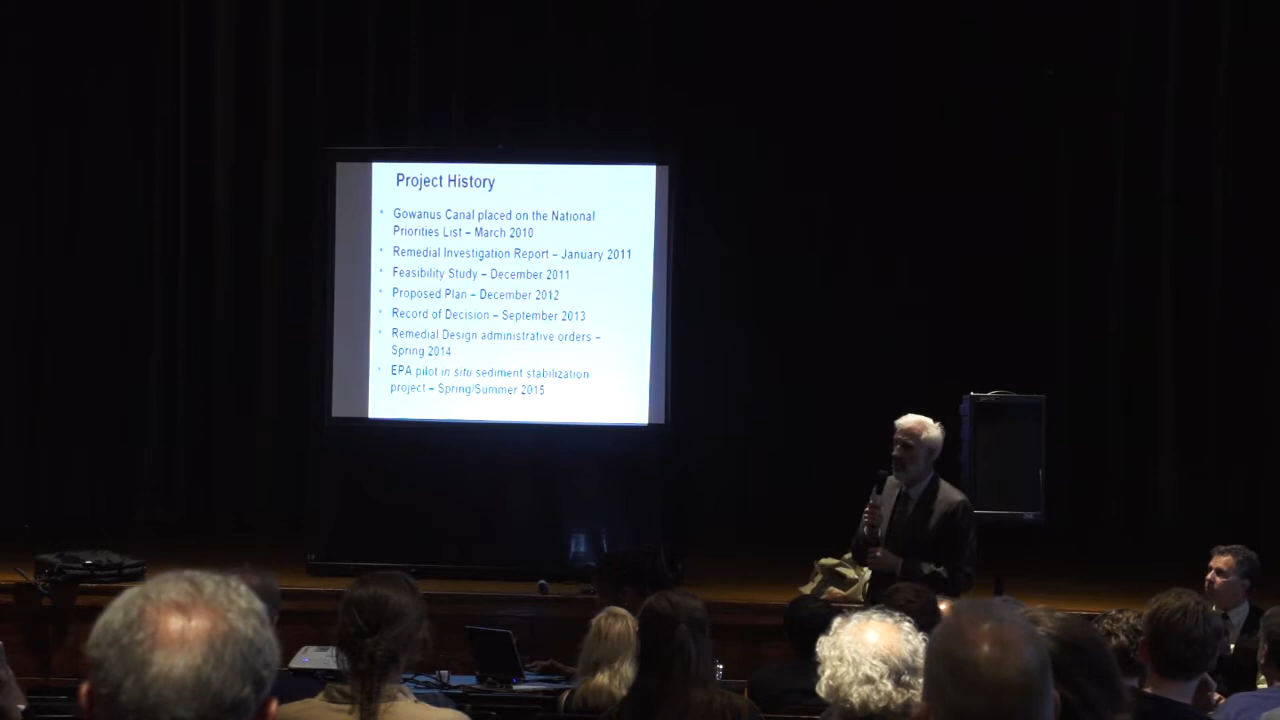 Project History
• Gowanus Canal placed on the National
Priorities List – March 2010
• Remedial Investigation Report – January 2011
• Feasibility Study – December 2011
• Proposed Plan – December 2012
• Record of Decision – September 2013
• Remedial Design administrative orders –
Spring 2014
• EPA pilot in situ sediment stabilization
project – Spring/Summer 2015